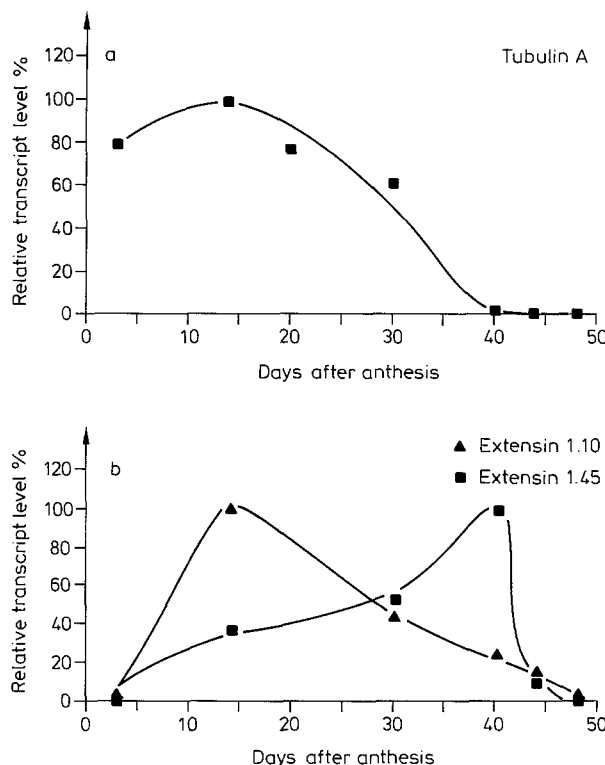 a
Tubulin A
Relative transcript level %
120
100
80
60
40
20
0
0 10 20 30 40 50
Days after anthesis
b
Extensin 1.10
Extensin 1.45
Relative transcript level %
120
100
80
60
40
20
0
0 10 20 30 40 50
Days after anthesis